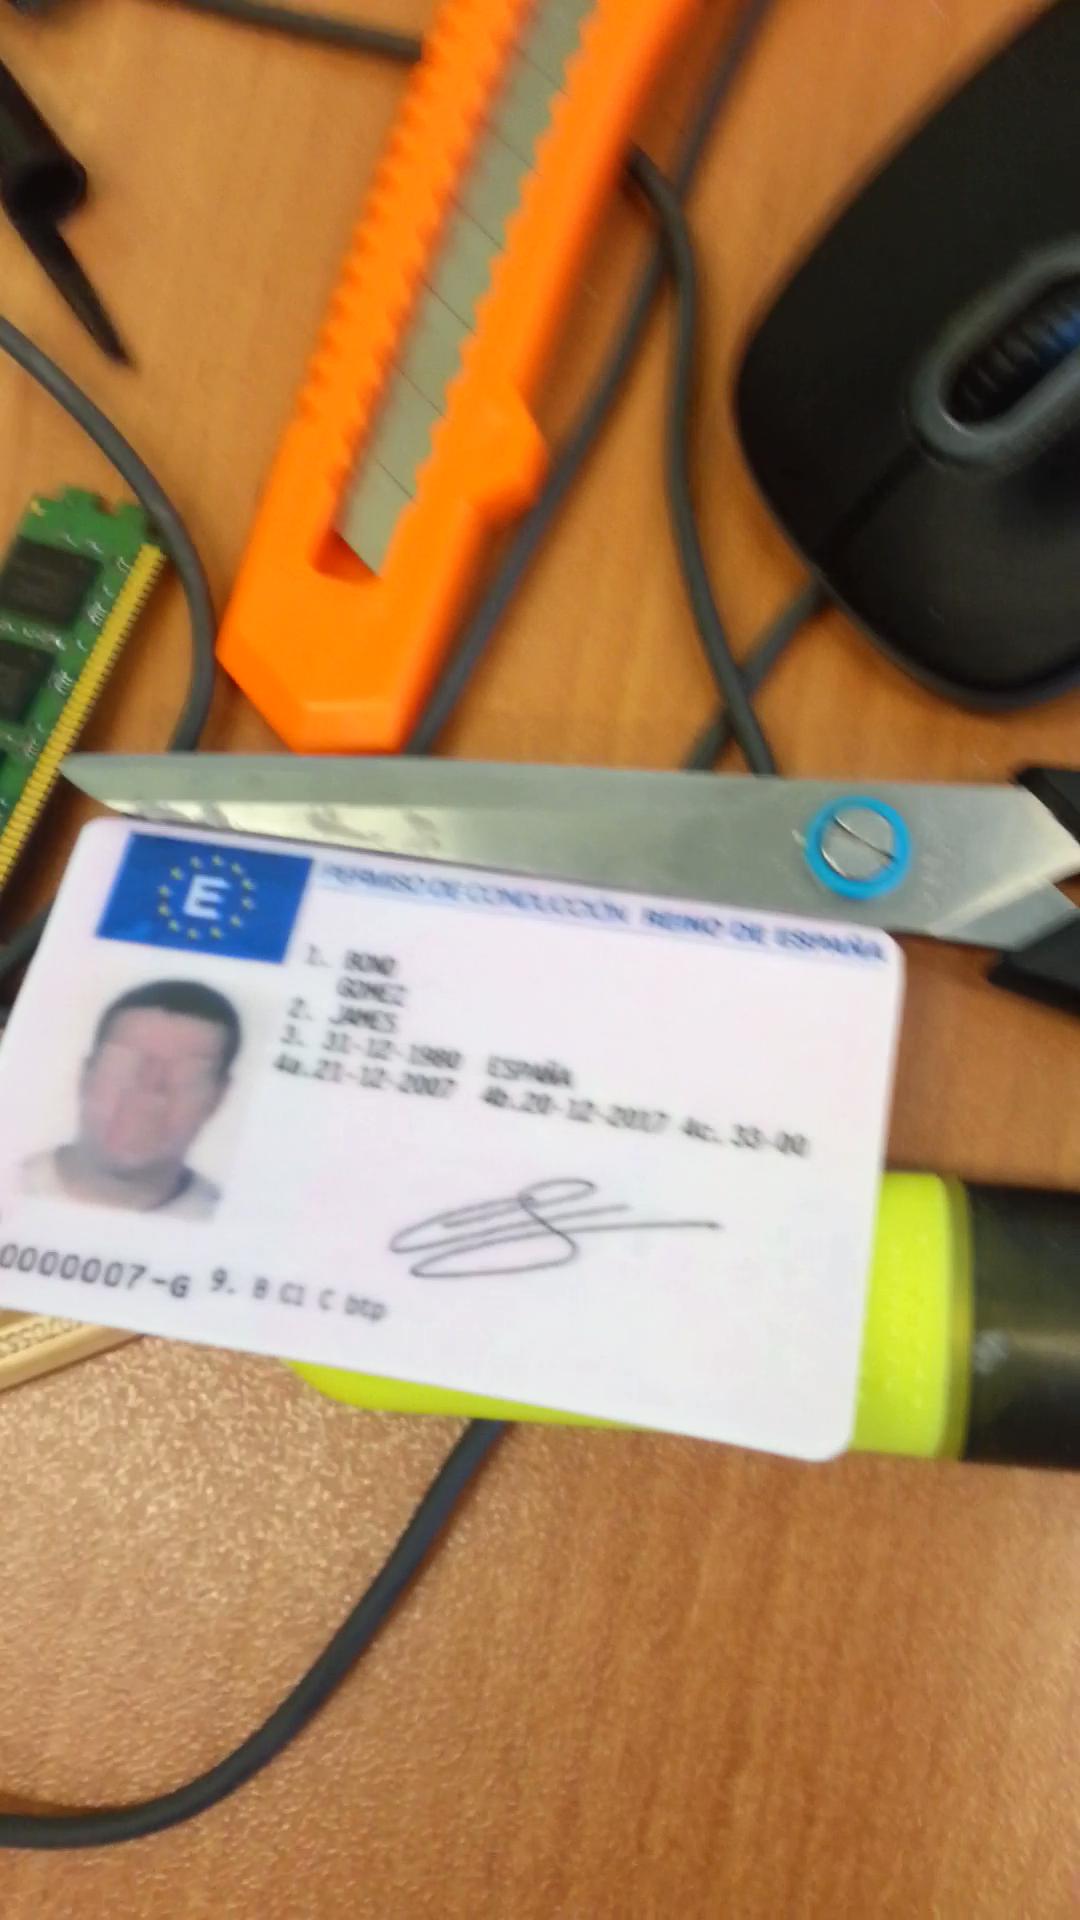 E
PERMISO DE CONDUCCIÓN REINO DE ESPAÑA
1. BOND
GOMEZ
2. JAMES
3. 31-12-1980 ESPAÑA
4a.21-12-2007 4b.20-12-2017 4c. 33-00
0000007-G 9. B C1 C btp